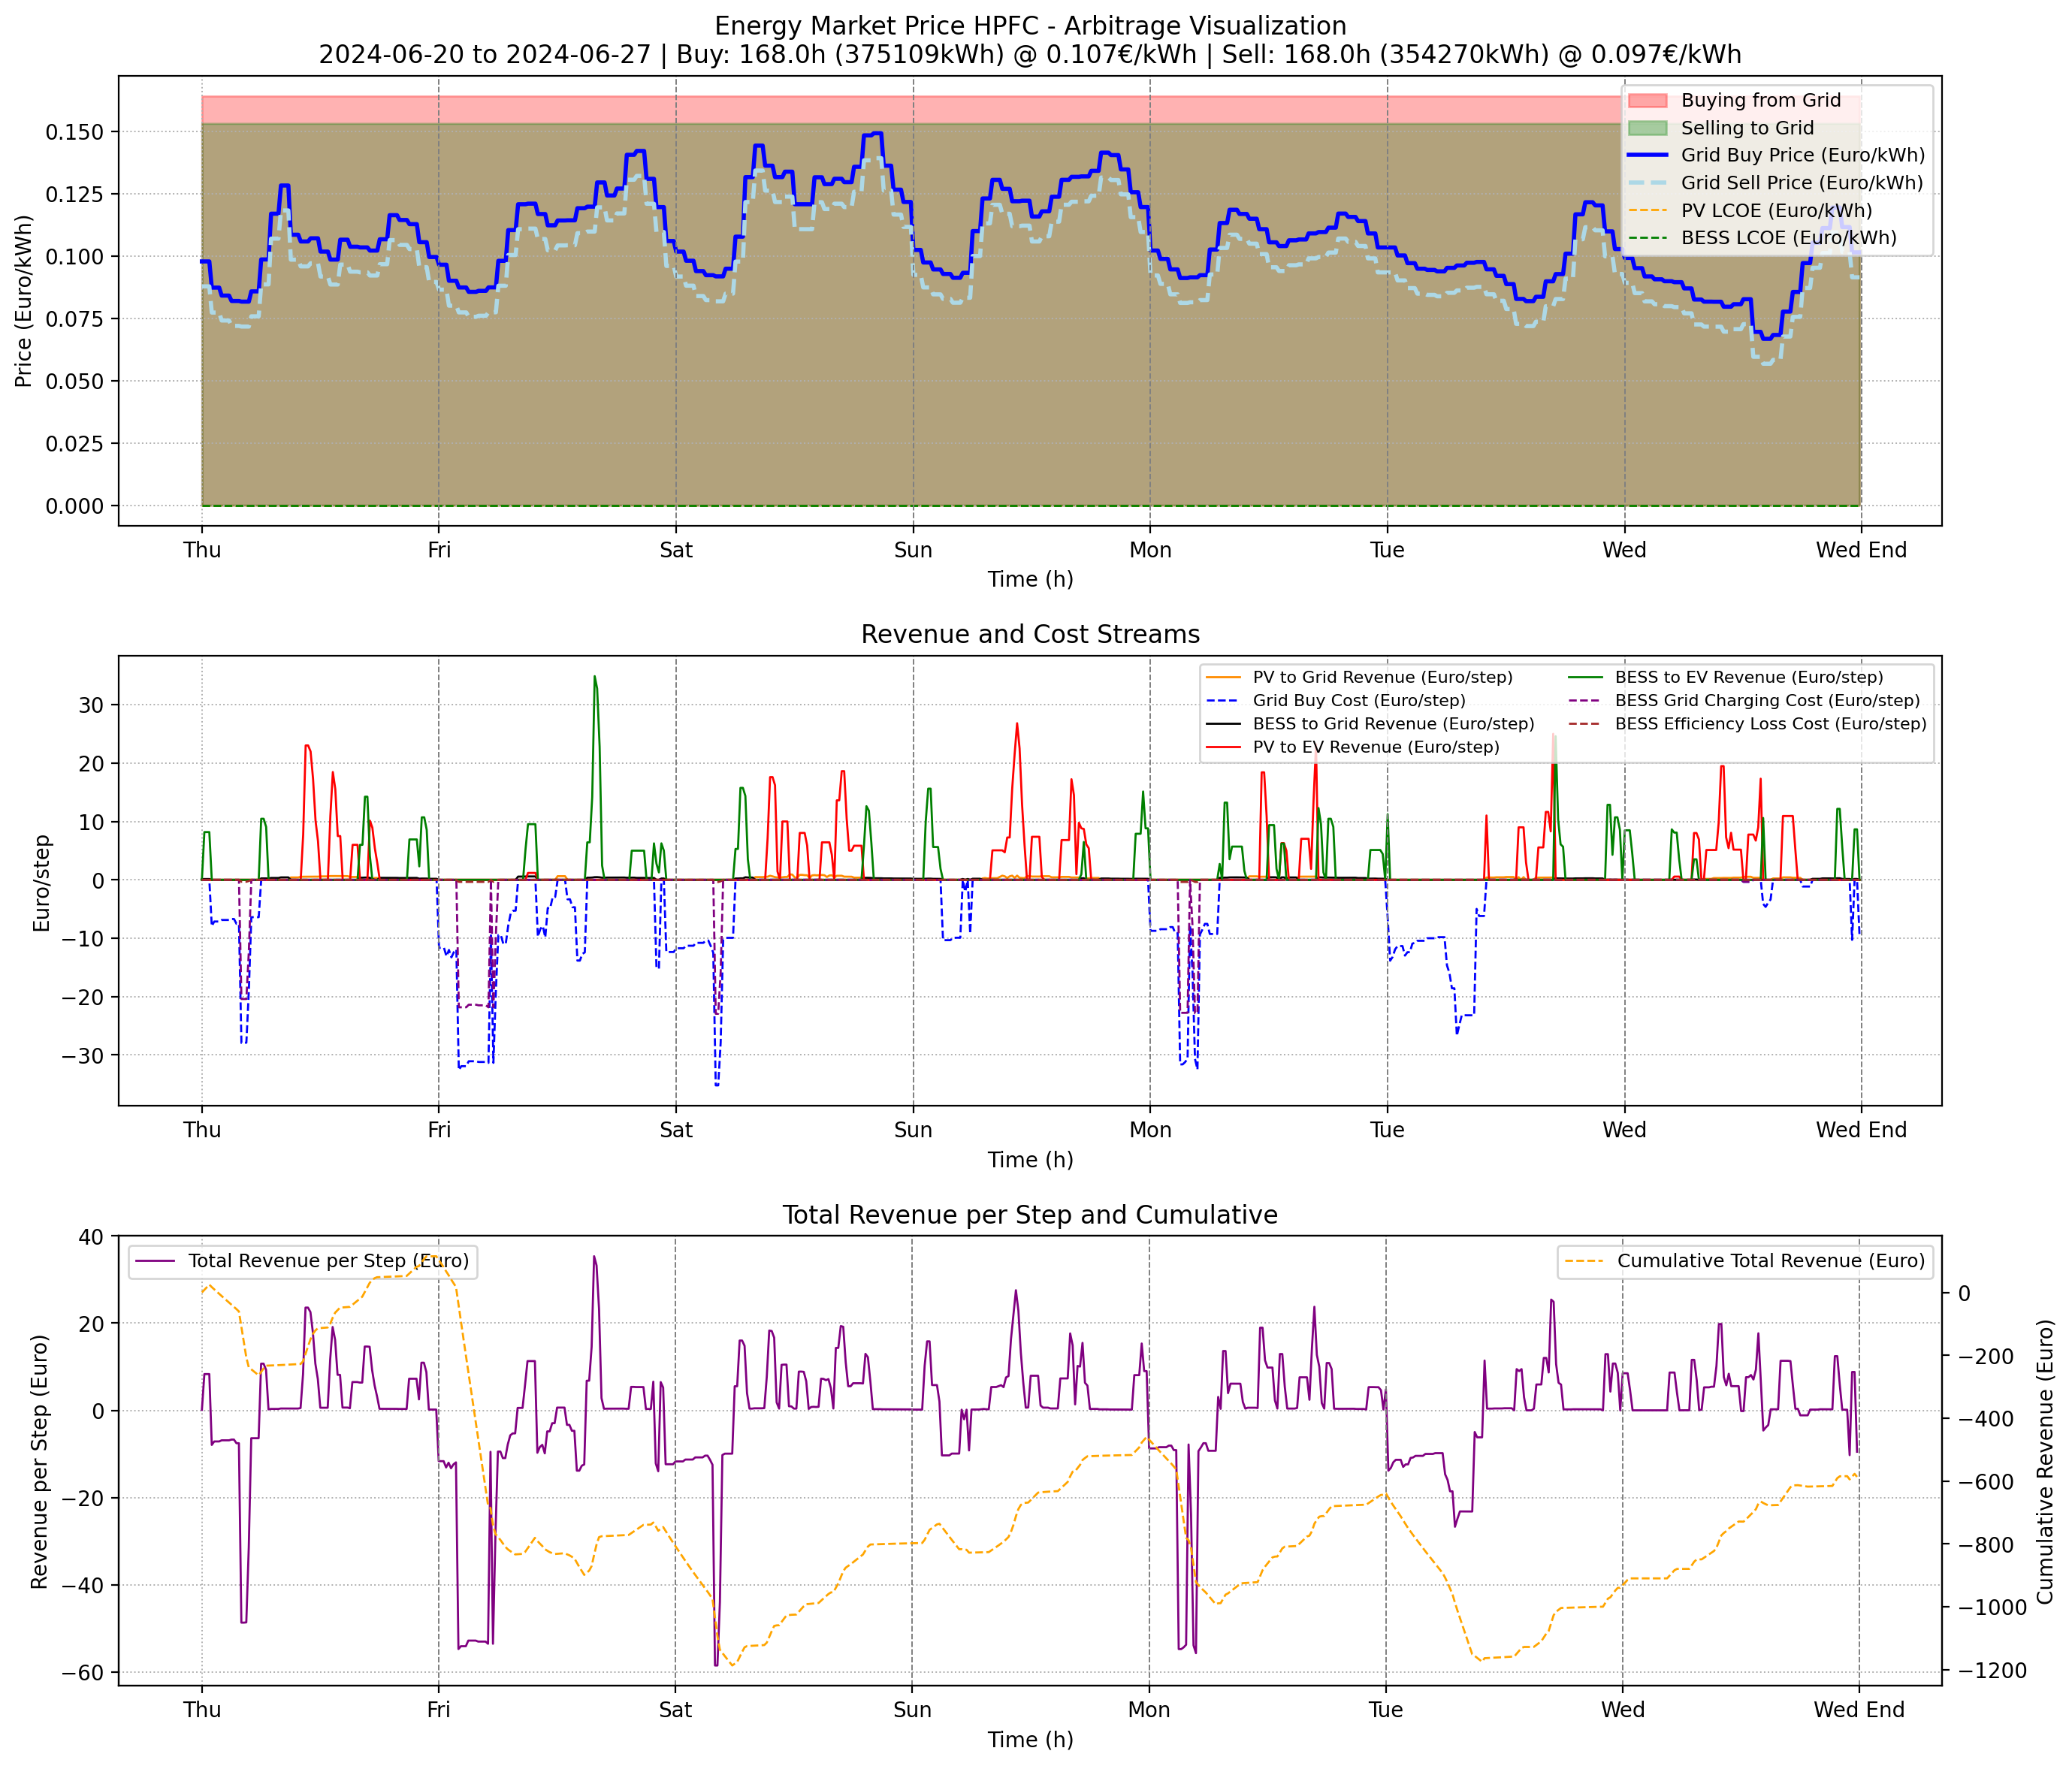 Energy Market Price HPFC - Arbitrage Visualization
2024-06-20 to 2024-06-27 | Buy: 168.0h (375109kWh) @ 0.107€/kWh | Sell: 168.0h (354270kWh) @ 0.097€/kWh
Price (Euro/kWh)
0.150
0.125
0.100
0.075
0.050
0.025
0.000
Buying from Grid
Selling to Grid
Grid Buy Price (Euro/kWh)
Grid Sell Price (Euro/kWh)
PV LCOE (Euro/kWh)
BESS LCOE (Euro/kWh)
Thu Fri Sat Sun Mon Tue Wed Wed End
Time (h)
Revenue and Cost Streams
Euro/step
30
20
10
0
−10
−20
−30
PV to Grid Revenue (Euro/step)
Grid Buy Cost (Euro/step)
BESS to Grid Revenue (Euro/step)
PV to EV Revenue (Euro/step)
BESS to EV Revenue (Euro/step)
BESS Grid Charging Cost (Euro/step)
BESS Efficiency Loss Cost (Euro/step)
Thu Fri Sat Sun Mon Tue Wed Wed End
Time (h)
Total Revenue per Step and Cumulative
Revenue per Step (Euro)
40
20
0
−20
−40
−60
Total Revenue per Step (Euro)
Cumulative Total Revenue (Euro)
0
−200
−400
−600
−800
−1000
−1200
Cumulative Revenue (Euro)
Thu Fri Sat Sun Mon Tue Wed Wed End
Time (h)